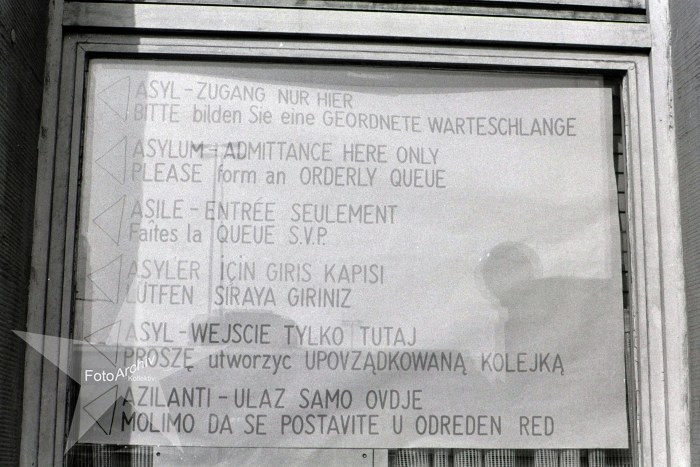 ASYL - ZUGANG NUR HIER
BITTE bilden Sie eine GEORDNETE WARTESCHLANGE
ASYLUM - ADMITTANCE HERE ONLY
PLEASE form an ORDERLY QUEUE
ASILE - ENTRÉE SEULEMENT
Faîtes la QUEUE S.V.P.
ASYLER IÇIN GIRIS KAPISI
LÜTFEN SIRAYA GIRINIZ
ASYL - WEJSCIE TYLKO TUTAJ
PROSZĘ utworzyc UPOVZĄDKOWANĄ KOLEJKĄ
AZILANTI - ULAZ SAMO OVDJE
MOLIMO DA SE POSTAVITE U ODREDEN RED
FotoArchiv
Kollektiv